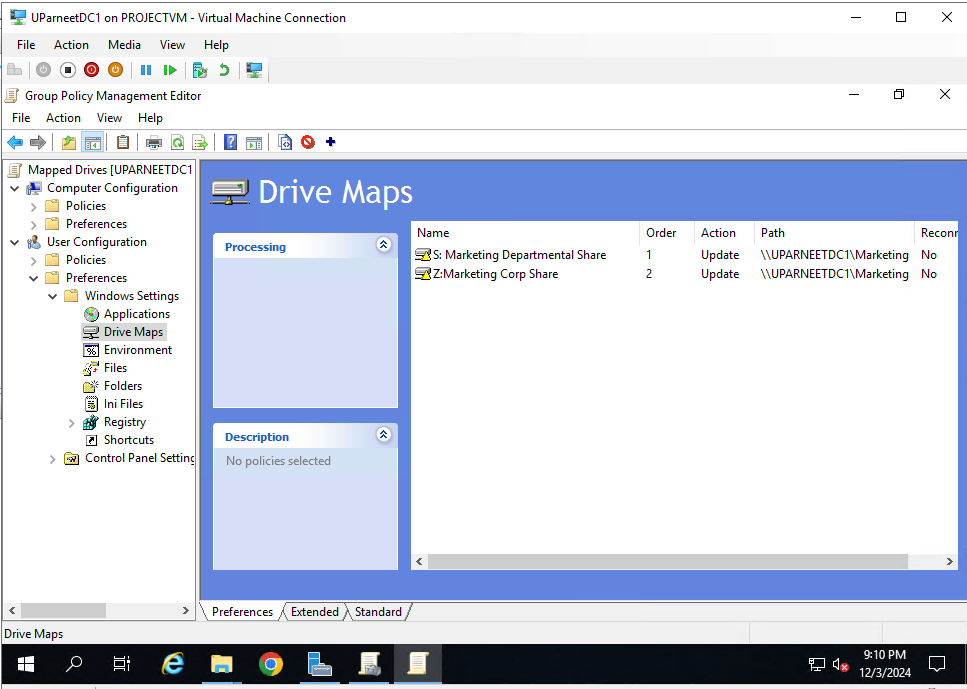 UParneetDC1 on PROJECTVM - Virtual Machine Connection
File Action Media View Help
Group Policy Management Editor
File Action View Help
Mapped Drives [UPARNEETDC1
Computer Configuration
Policies
Preferences
User Configuration
Policies
Preferences
Windows Settings
Applications
Drive Maps
Environment
Files
Folders
Ini Files
Registry
Shortcuts
Control Panel Setting
Drive Maps
Processing
Description
No policies selected
Name Order Action Path Reconn
S: Marketing Departmental Share 1 Update \\UPARNEETDC1\Marketing No
Z:Marketing Corp Share 2 Update \\UPARNEETDC1\Marketing No
Preferences Extended Standard
Drive Maps
9:10 PM
12/3/2024